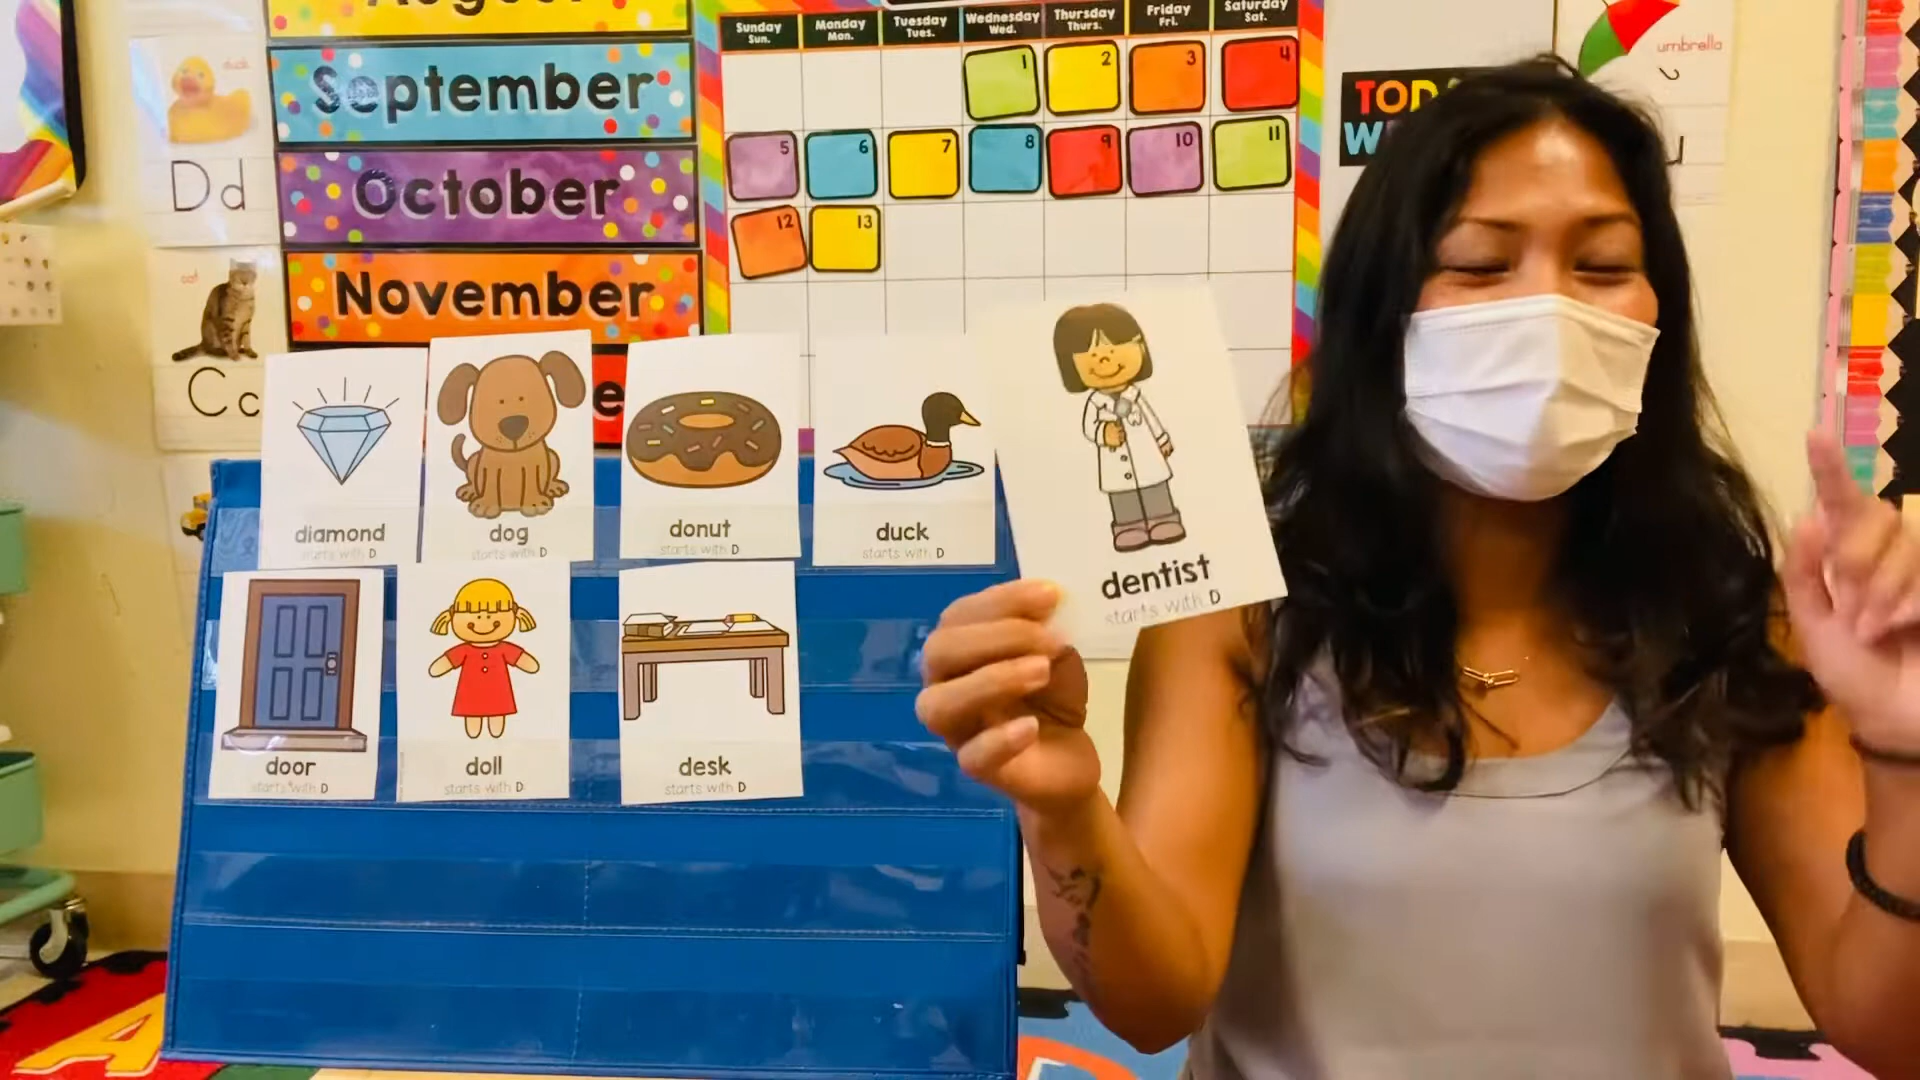 August
September
October
November
e
duck
Dd
cat
Cc
Sunday Monday Tuesday Wednesday Thursday Friday Saturday
Sun. Mon. Tues. Wed. Thurs. Fri. Sat.
1 2 3 4
5 6 7 8 9 10 11
12 13
umbrella
u
diamond
starts with D
dog
starts with D
donut
starts with D
duck
starts with D
dentist
starts with D
door
starts with D
doll
starts with D
desk
starts with D
A